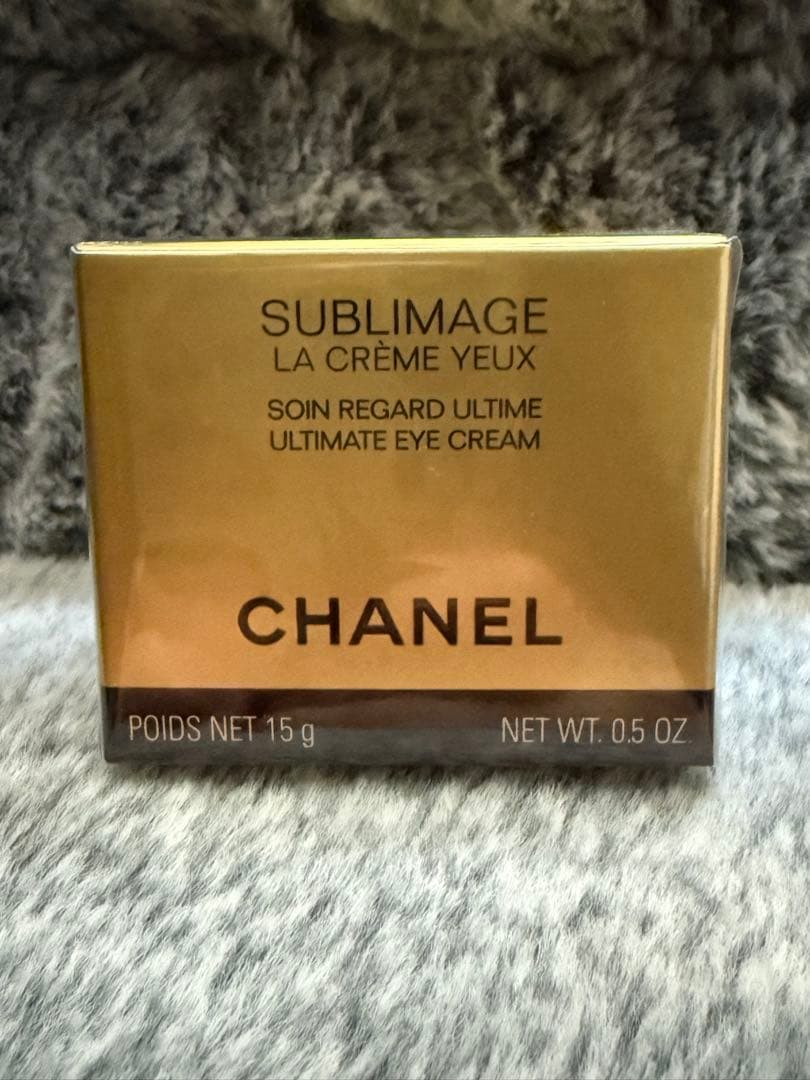 SUBLIMAGE
LA CRÈME YEUX
SOIN REGARD ULTIME
ULTIMATE EYE CREAM
CHANEL
POIDS NET 15 g NET WT. 0.5 OZ.